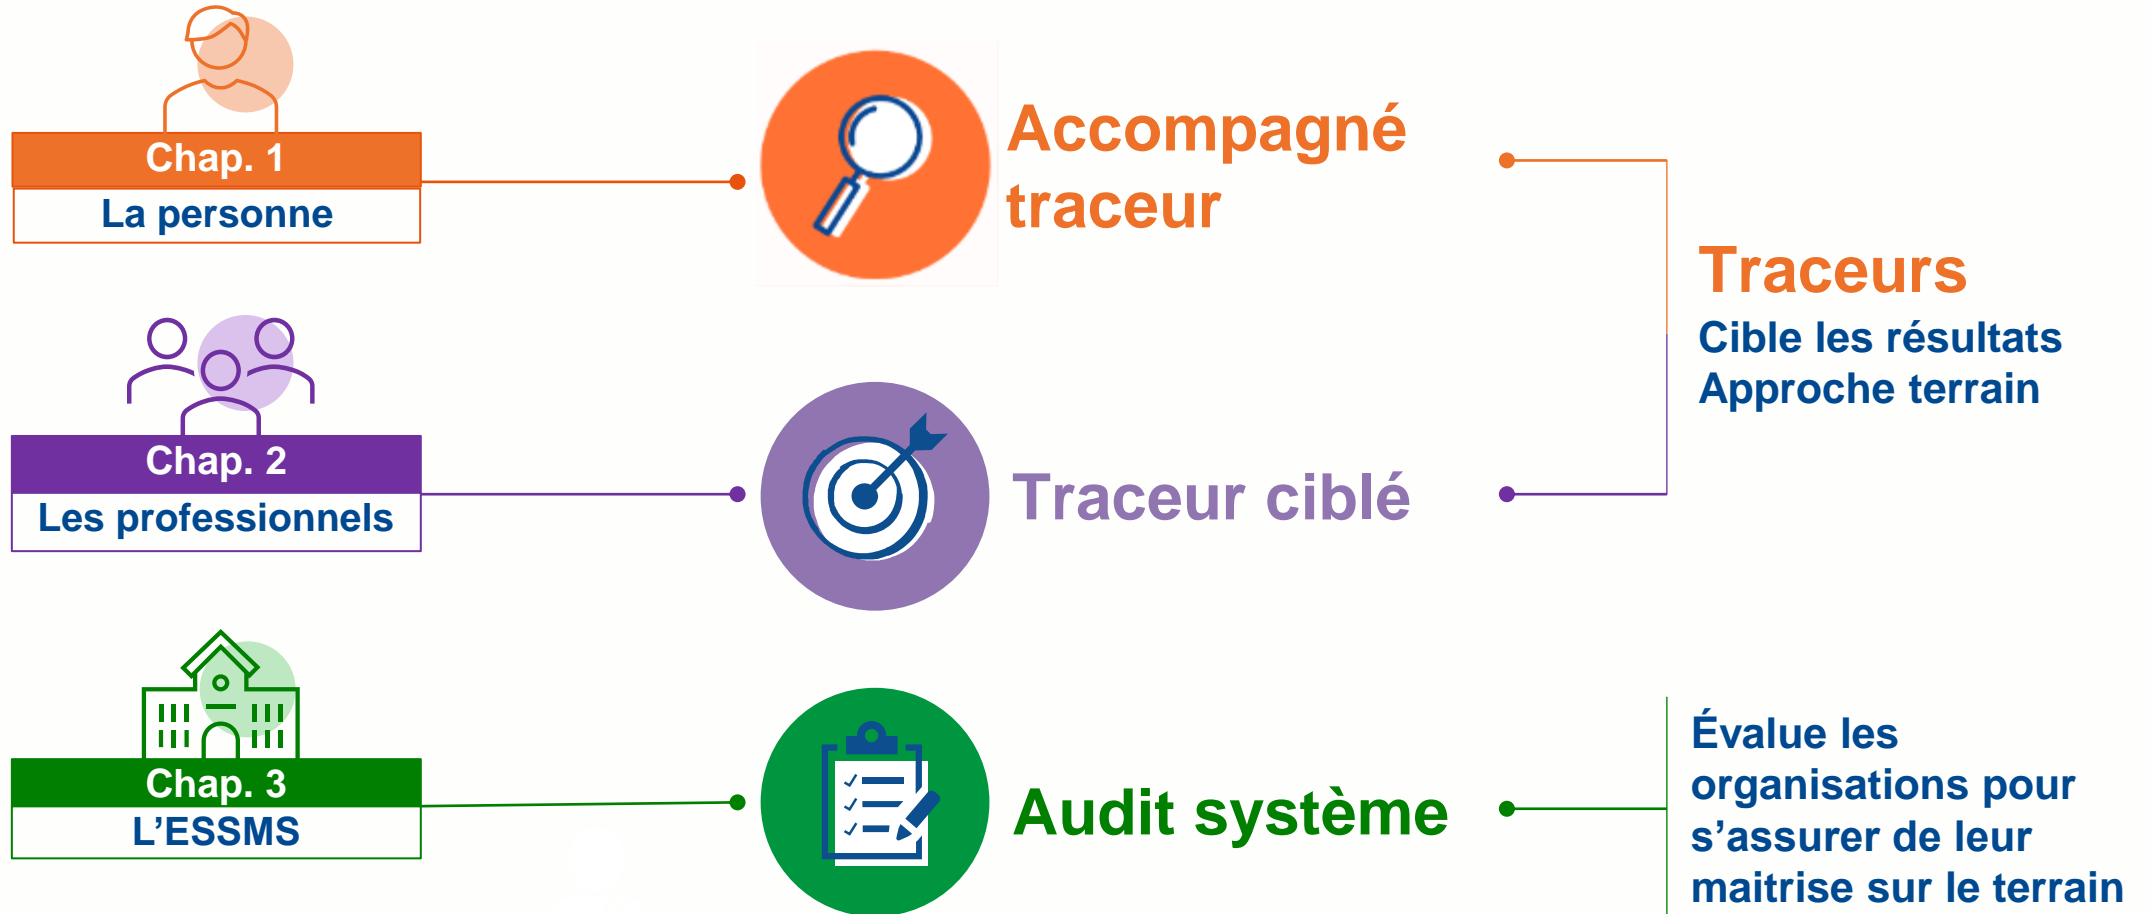 Chap. 1
La personne
Accompagné
traceur
Chap. 2
Les professionnels
Traceur ciblé
Traceurs
Cible les résultats
Approche terrain
Chap. 3
L’ESSMS
Audit système
Évalue les
organisations pour
s’assurer de leur
maitrise sur le terrain